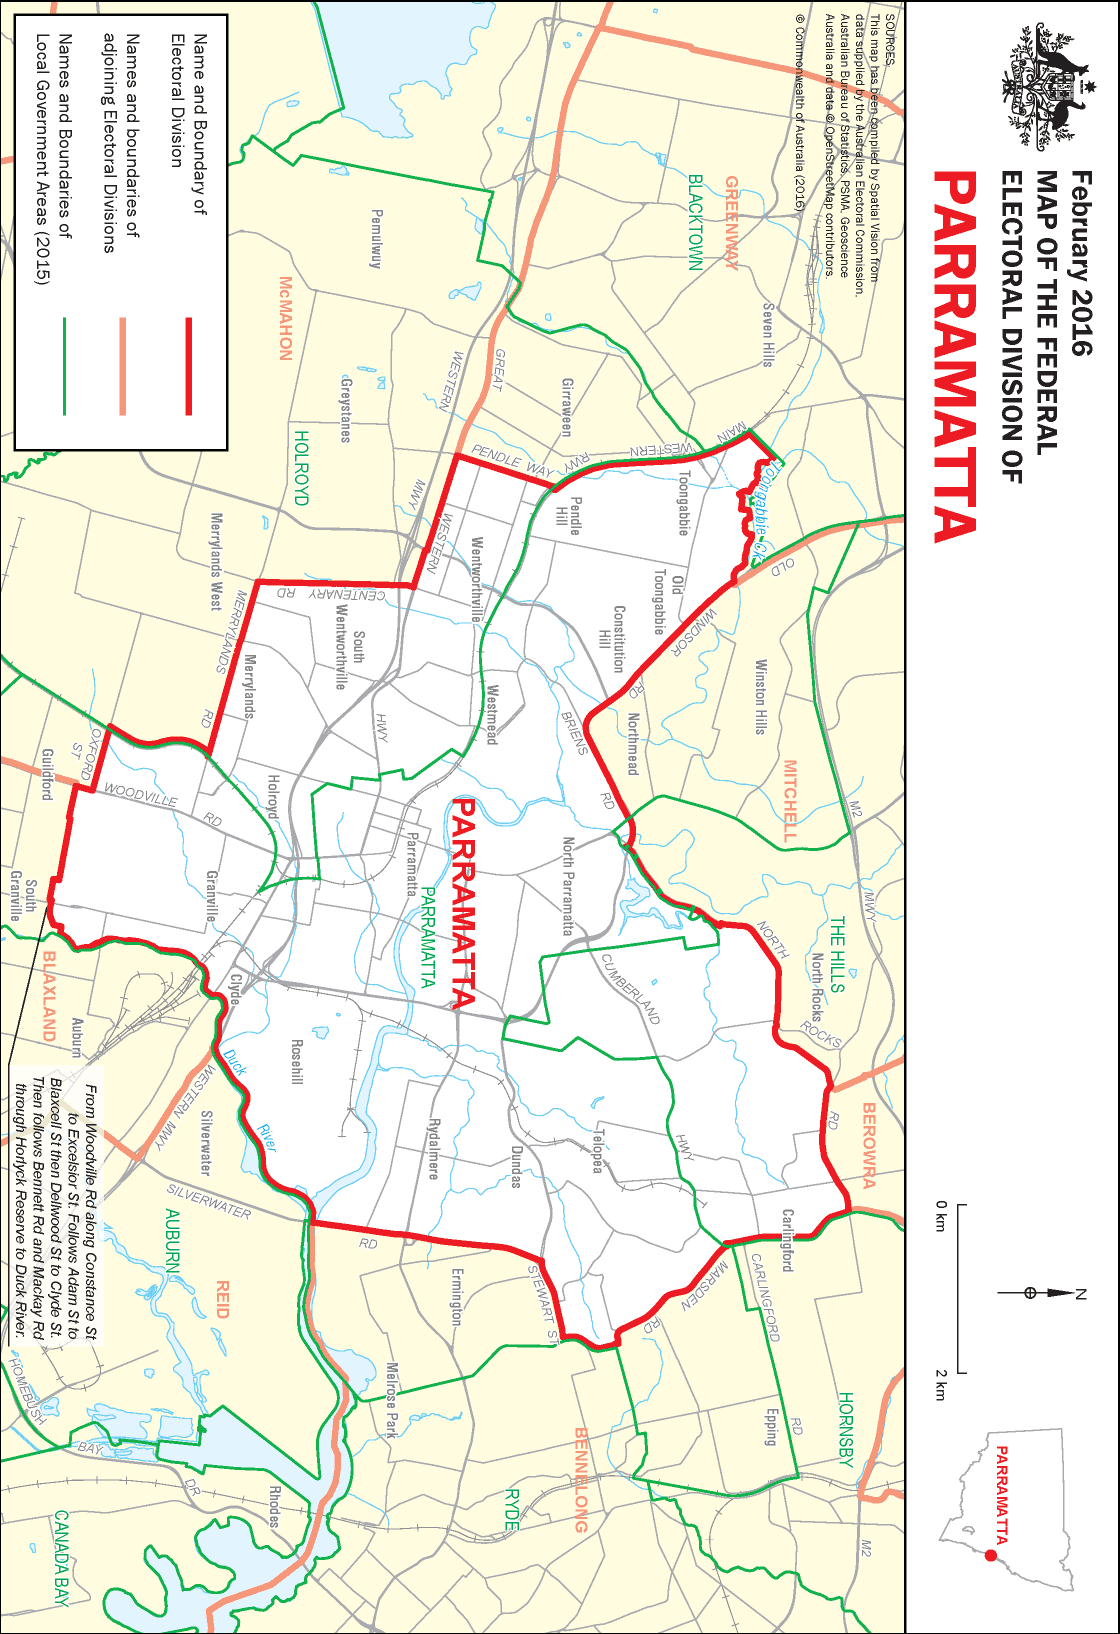 February 2016
MAP OF THE FEDERAL
ELECTORAL DIVISION OF
PARRAMATTA
0 km
2 km
N
PARRAMATTA
SOURCES:
This map has been compiled by Spatial Vision from
data supplied by the Australian Electoral Commission.
Australian Bureau of Statistics, PSMA, Geoscience
Australia and data © OpenStreetMap contributors.
© Commonwealth of Australia (2016)
GREENWAY
BLACKTOWN
Seven Hills
Pemulwuy
McMAHON
Greystanes
HOLROYD
Girraween
GREAT
WESTERN
MWY
WESTERN
PENDLE WAY
RWY
WESTERN
MAIN
Toongabbie
Toongabbie Ck
Pendle
Hill
Wentworthville
Old
Toongabbie
OLD
WINDSOR
RD
Constitution
Hill
Winston Hills
MITCHELL
M2
MWY
Northmead
BRIENS
RD
Westmead
HWY
South
Wentworthville
CENTENARY
RD
MERRYLANDS
RD
Merrylands West
Merrylands
OXFORD
ST
Guildford
WOODVILLE
RD
Holroyd
Granville
South
Granville
PARRAMATTA
PARRAMATTA
Parramatta
North Parramatta
THE HILLS
North Rocks
NORTH
ROCKS
RD
CUMBERLAND
HWY
BEROWRA
Carlingford
CARLINGFORD
RD
MARSDEN
RD
Telopea
Dundas
Rydalmere
Rosehill
Clyde
Auburn
BLAXLAND
Duck
River
WESTERN MWY
Silverwater
SILVERWATER
RD
STEWART ST
Ermington
Melrose Park
AUBURN
REID
HOMEBUSH
BAY
DR
Rhodes
CANADA BAY
RYDE
BENNELONG
Epping
HORNSBY
M2
From Woodville Rd along Constance St
to Excelsior St. Follows Adam St to
Blaxcell St then Dellwood St to Clyde St.
Then follows Bennett Rd and Mackay Rd
through Horlyck Reserve to Duck River.
Name and Boundary of
Electoral Division
Names and boundaries of
adjoining Electoral Divisions
Names and Boundaries of
Local Government Areas (2015)